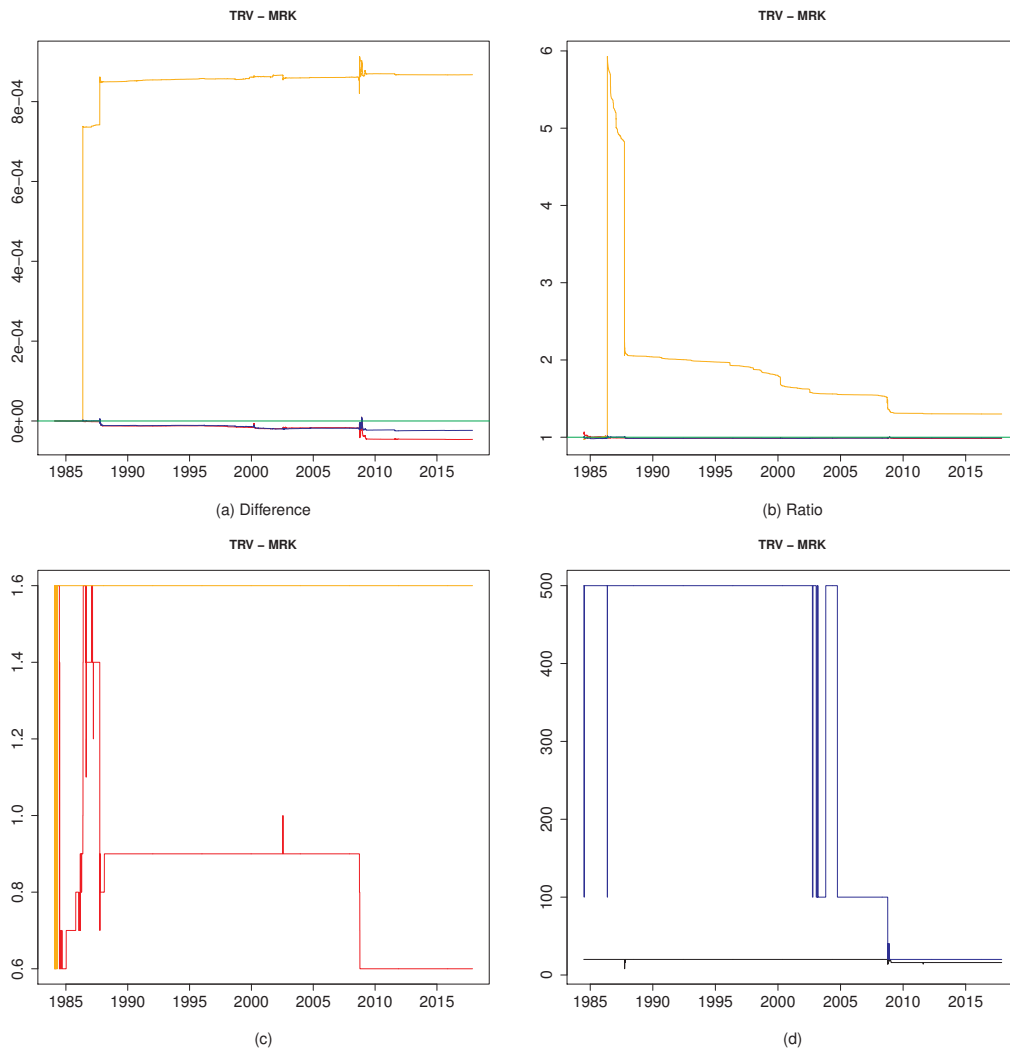 TRV – MRK
8e−04
6e−04
4e−04
2e−04
0e+00
1985 1990 1995 2000 2005 2010 2015
(a) Difference
TRV – MRK
6
5
4
3
2
1
1985 1990 1995 2000 2005 2010 2015
(b) Ratio
TRV – MRK
1.6
1.4
1.2
1.0
0.8
0.6
1985 1990 1995 2000 2005 2010 2015
(c)
TRV – MRK
500
400
300
200
100
0
1985 1990 1995 2000 2005 2010 2015
(d)